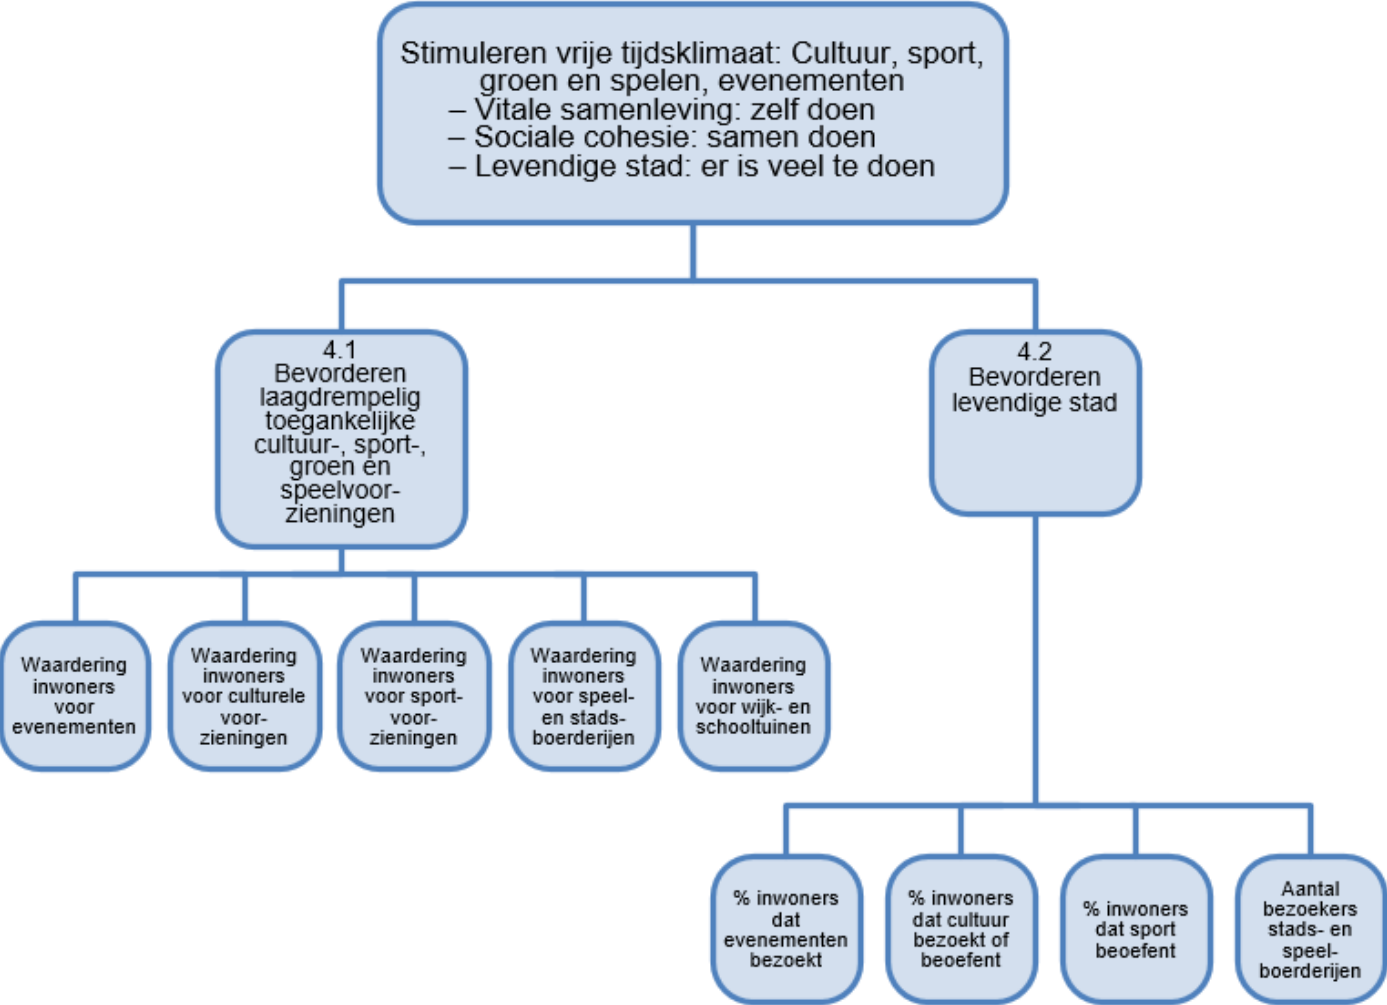 Stimuleren vrije tijdsklimaat: Cultuur, sport,
groen en spelen, evenementen
– Vitale samenleving: zelf doen
– Sociale cohesie: samen doen
– Levendige stad: er is veel te doen
4.1
Bevorderen
laagdrempelig
toegankelijke
cultuur-, sport-,
groen en
speelvoor-
zieningen
4.2
Bevorderen
levendige stad
Waardering
inwoners
voor
evenementen
Waardering
inwoners
voor culturele
voor-
zieningen
Waardering
inwoners
voor sport-
voor-
zieningen
Waardering
inwoners
voor speel-
en stads-
boerderijen
Waardering
inwoners
voor wijk- en
schooltuinen
% inwoners
dat
evenementen
bezoekt
% inwoners
dat cultuur
bezoekt of
beoefent
% inwoners
dat sport
beoefent
Aantal
bezoekers
stads- en
speel-
boerderijen